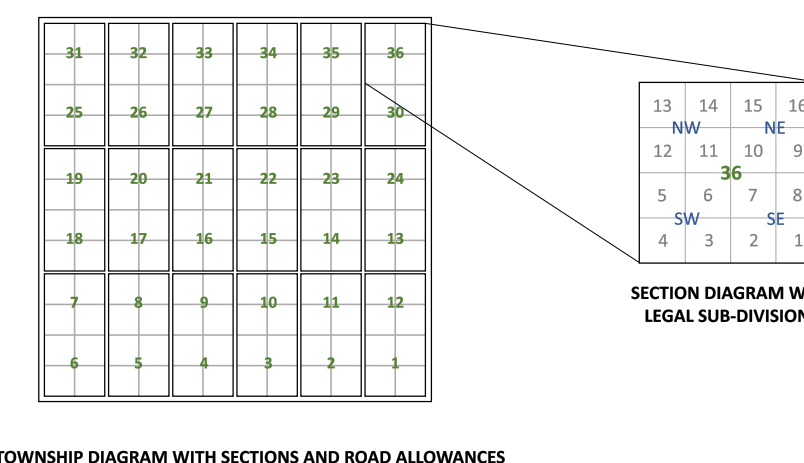 31 32 33 34 35 36
25 26 27 28 29 30
19 20 21 22 23 24
18 17 16 15 14 13
7 8 9 10 11 12
6 5 4 3 2 1
TOWNSHIP DIAGRAM WITH SECTIONS AND ROAD ALLOWANCES
13 14 15 16
NW NE
12 11 10 9
36
5 6 7 8
SW SE
4 3 2 1
SECTION DIAGRAM
LEGAL SUB-DIVISION